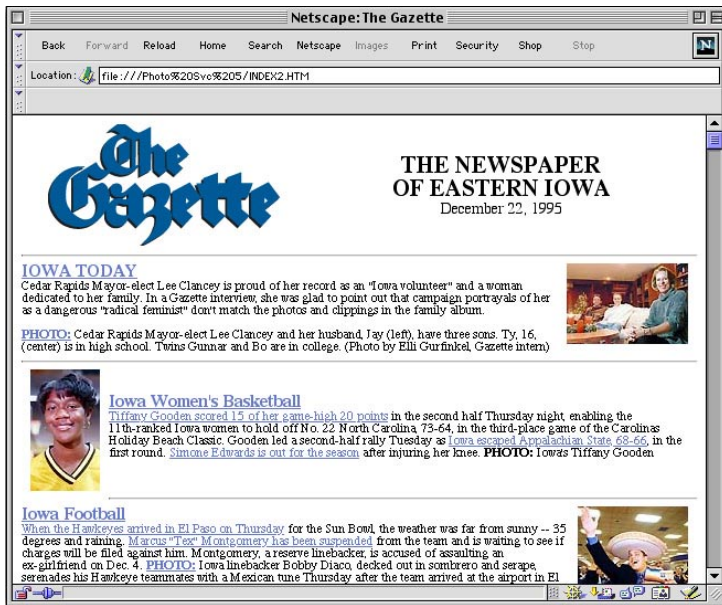 Netscape: The Gazette
Back Forward Reload Home Search Netscape Images Print Security Shop Stop
N
Location: file:///Photo%20Svc%205/INDEX2.HTM
The Gazette
THE NEWSPAPER
OF EASTERN IOWA
December 22, 1995
IOWA TODAY
Cedar Rapids Mayor-elect Lee Clancey is proud of her record as an "Iowa volunteer" and a woman
dedicated to her family. In a Gazette interview, she was glad to point out that campaign portrayals of her
as a dangerous "radical feminist" don't match the photos and clippings in the family album.
PHOTO: Cedar Rapids Mayor-elect Lee Clancey and her husband, Jay (left), have three sons. Ty, 16,
(center) is in high school. Twins Gunnar and Bo are in college. (Photo by Elli Gurfinkel, Gazette intern)
Iowa Women's Basketball
Tiffany Gooden scored 15 of her game-high 20 points in the second half Thursday night, enabling the
11th-ranked Iowa women to hold off No. 22 North Carolina, 73-64, in the third-place game of the Carolinas
Holiday Beach Classic. Gooden led a second-half rally Tuesday as Iowa escaped Appalachian State, 68-66, in the
first round. Simone Edwards is out for the season after injuring her knee. PHOTO: Iowa's Tiffany Gooden
Iowa Football
When the Hawkeyes arrived in El Paso on Thursday for the Sun Bowl, the weather was far from sunny -- 35
degrees and raining. Marcus "Tex" Montgomery has been suspended from the team and is waiting to see if
charges will be filed against him. Montgomery, a reserve linebacker, is accused of assaulting an
ex-girlfriend on Dec. 4. PHOTO: Iowa linebacker Bobby Diaco, decked out in sombrero and serape,
serenades his Hawkeye teammates with a Mexican tune Thursday after the team arrived at the airport in El